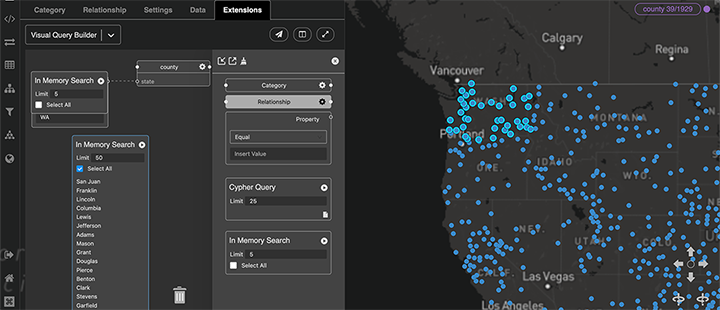 Category Relationship Settings Data Extensions
Visual Query Builder
county
state
In Memory Search
Limit 5
Select All
WA
In Memory Search
Limit 50
Select All
San Juan
Franklin
Lincoln
Columbia
Lewis
Jefferson
Adams
Mason
Grant
Douglas
Pierce
Benton
Clark
Stevens
Garfield
Category
Relationship
Property
Equal
Insert Value
Cypher Query
Limit 25
In Memory Search
Limit 5
Select All
county 39/1929
Calgary
Regina
Vancouver
Portland
MONTANA
ORE.
IDAHO
WYO.
NEV.
UTAH
COLO.
CALIF.
Las Vegas
Los Angeles